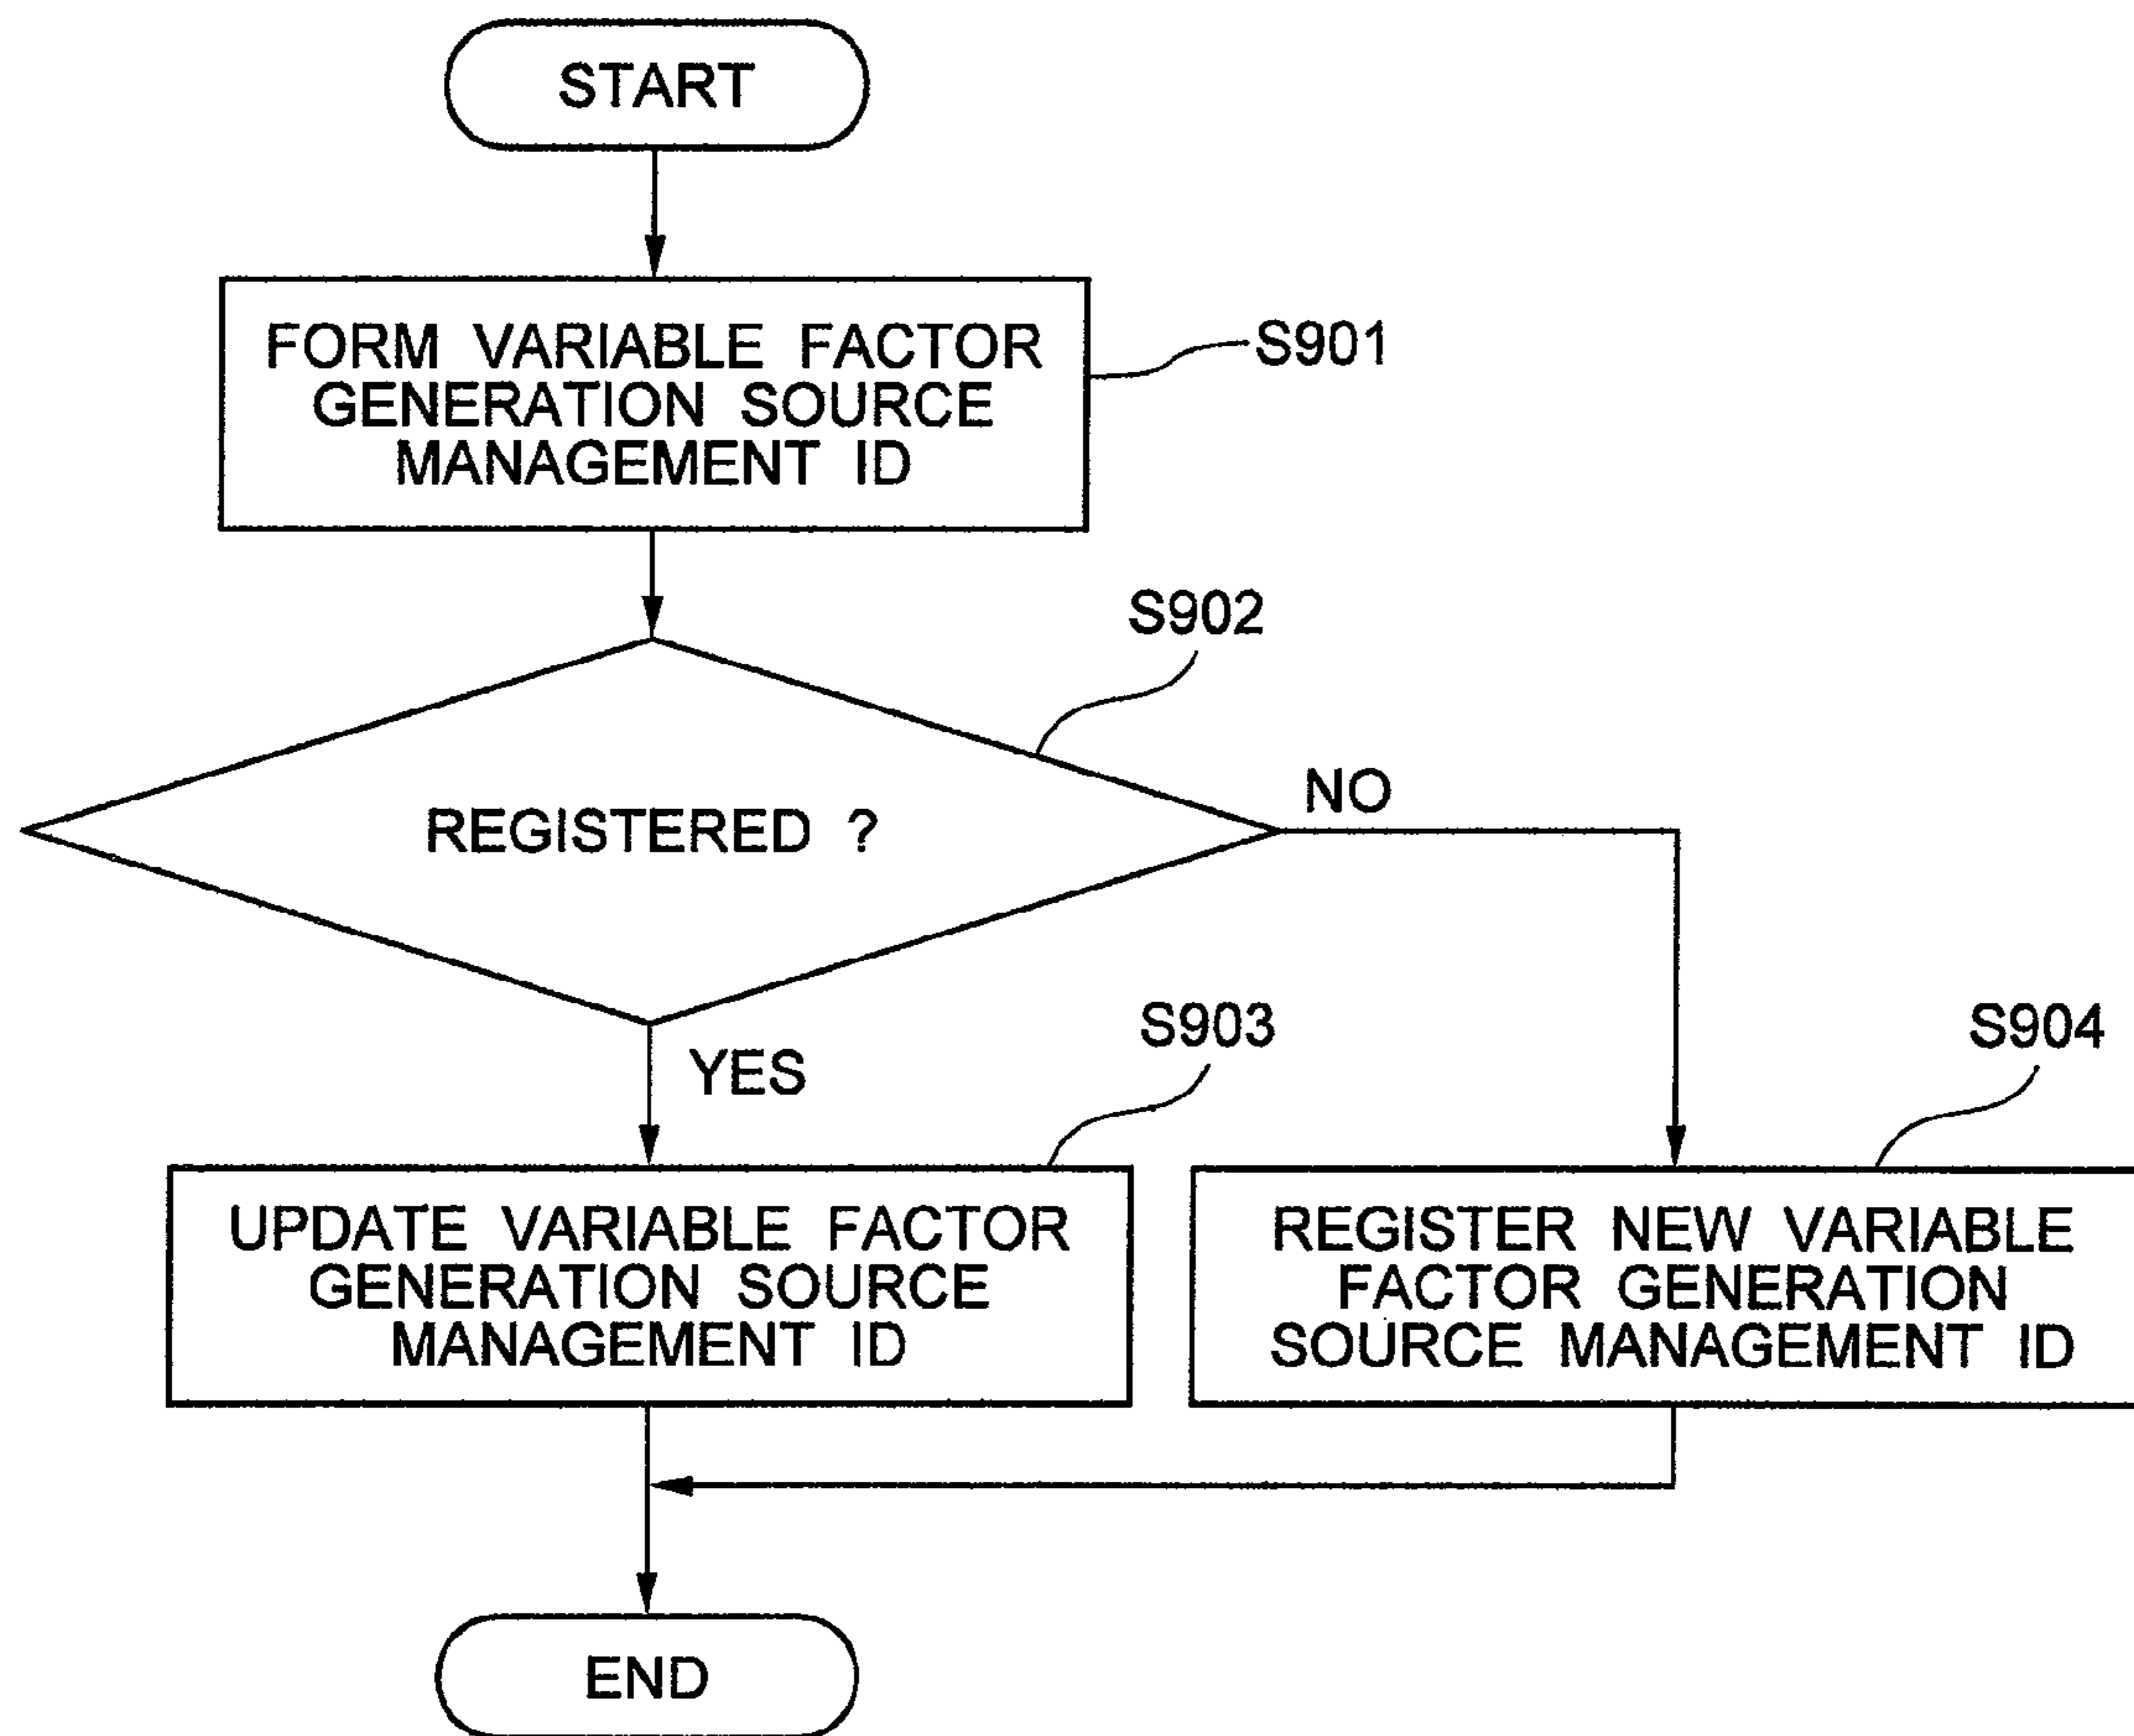 START
FORM VARIABLE FACTOR
GENERATION SOURCE
MANAGEMENT ID
S901
S902
REGISTERED ?
NO
YES
S903
UPDATE VARIABLE FACTOR
GENERATION SOURCE
MANAGEMENT ID
S904
REGISTER NEW VARIABLE
FACTOR GENERATION
SOURCE MANAGEMENT ID
END